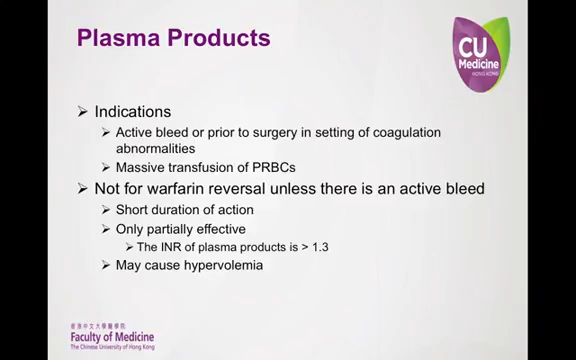 Plasma Products
CU
Medicine
HONG KONG
Indications
Active bleed or prior to surgery in setting of coagulation
abnormalities
Massive transfusion of PRBCs
Not for warfarin reversal unless there is an active bleed
Short duration of action
Only partially effective
The INR of plasma products is > 1.3
May cause hypervolemia
香港中文大學醫學院
Faculty of Medicine
The Chinese University of Hong Kong